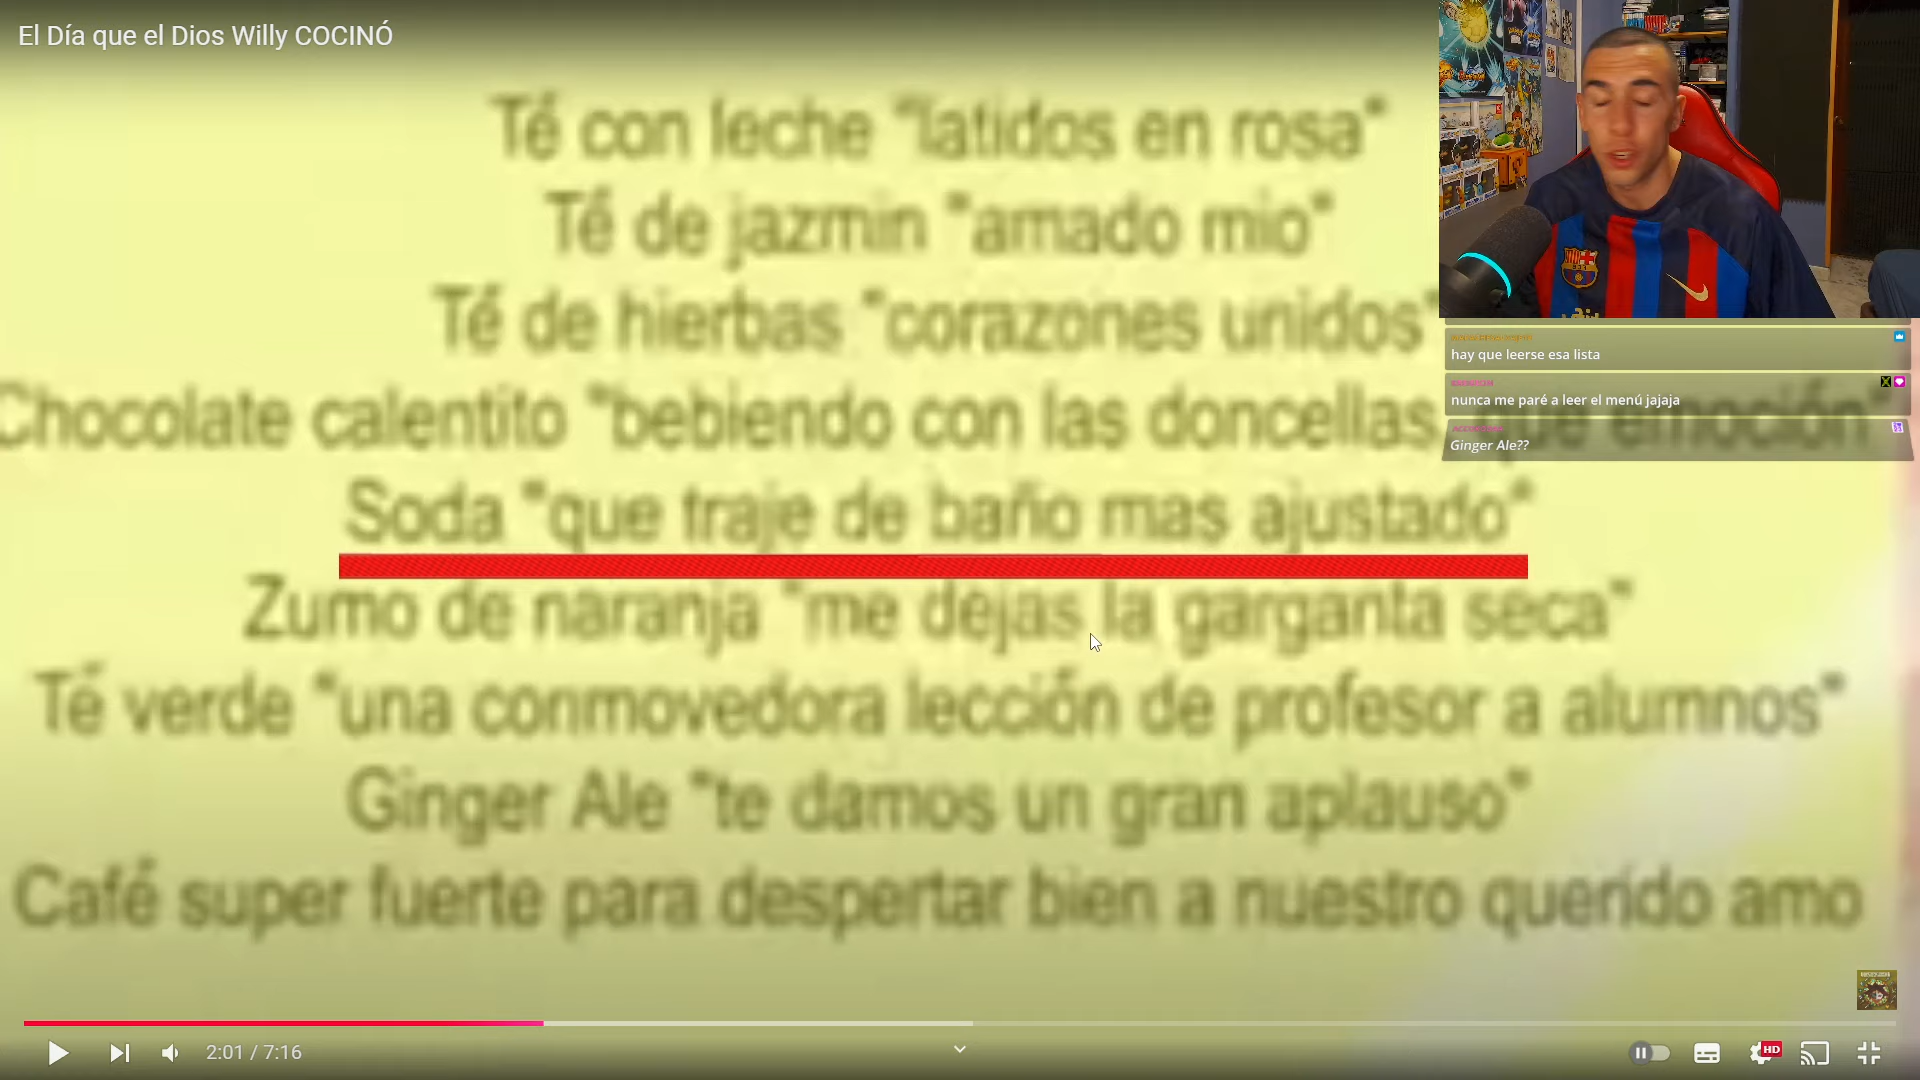 El Día que el Dios Willy COCINÓ
Té con leche "latidos en rosa"
Té de jazmin "amado mio"
Té de hierbas "corazones unidos"
Chocolate calentito "bebiendo con las doncellas, que emoción"
Soda "que traje de baño mas ajustado"
Zumo de naranja "me dejas la garganta seca"
Té verde "una conmovedora lección de profesor a alumnos"
Ginger Ale "te damos un gran aplauso"
Café super fuerte para despertar bien a nuestro querido amo
hay que leerse esa lista
nunca me paré a leer el menú jajaja
Ginger Ale??
2:01 / 7:16
HD